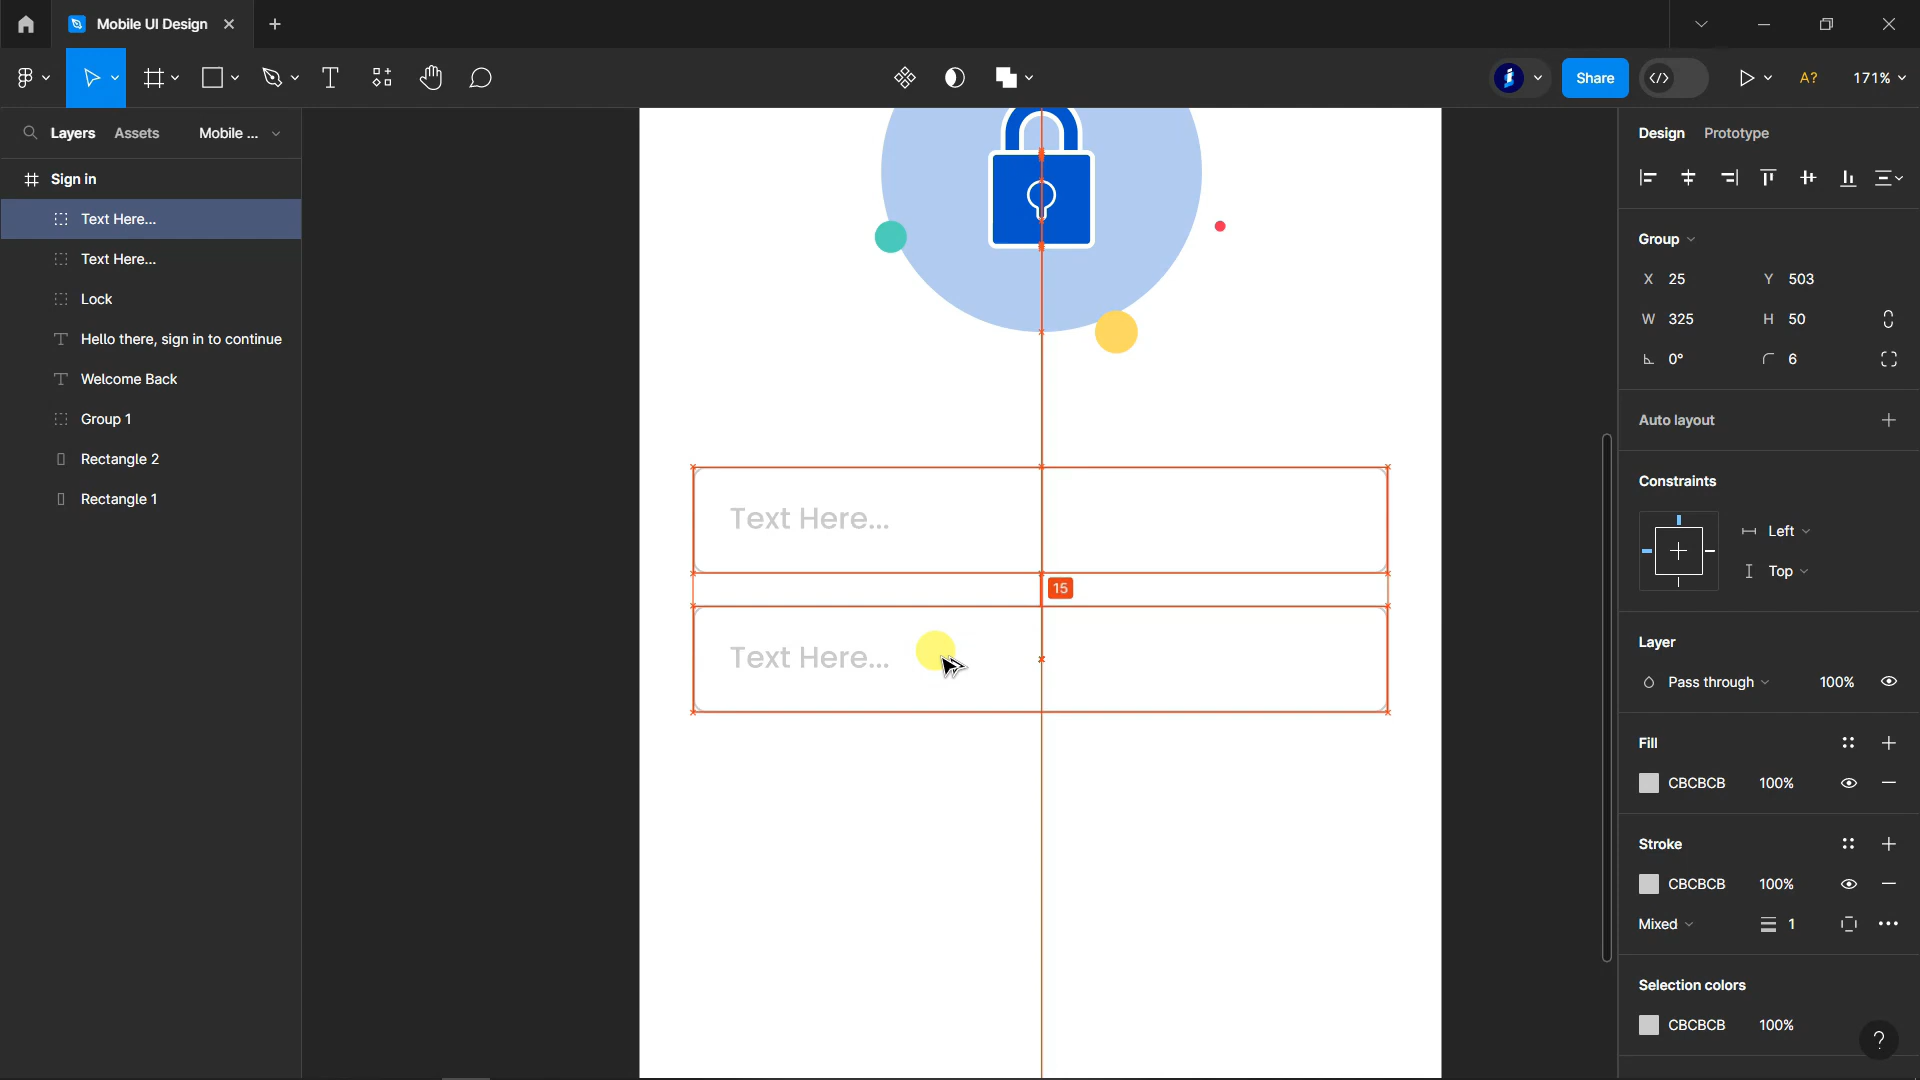 Mobile UI Design
Share
A?
171%
Layers
Assets
Mobile ...
Sign in
Text Here...
Text Here...
Lock
Hello there, sign in to continue
Welcome Back
Group 1
Rectangle 2
Rectangle 1
Text Here...
15
Text Here...
Design
Prototype
Group
X 25
Y 503
W 325
H 50
0°
6
Auto layout
Constraints
Left
Top
Layer
Pass through
100%
Fill
CBCBCB
100%
Stroke
CBCBCB
100%
Mixed
1
Selection colors
CBCBCB
100%
?